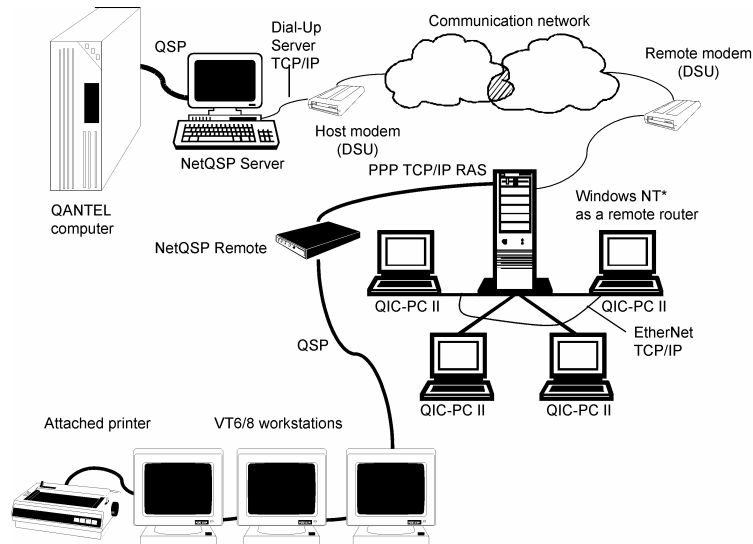 Communication network
Dial-Up
Server
TCP/IP
QSP
Remote modem
(DSU)
Host modem
(DSU)
NetQSP Server
PPP TCP/IP RAS
QANTEL
computer
Windows NT*
as a remote router
NetQSP Remote
QIC-PC II
QIC-PC II
EtherNet
TCP/IP
QSP
QIC-PC II
QIC-PC II
Attached printer
VT6/8 workstations